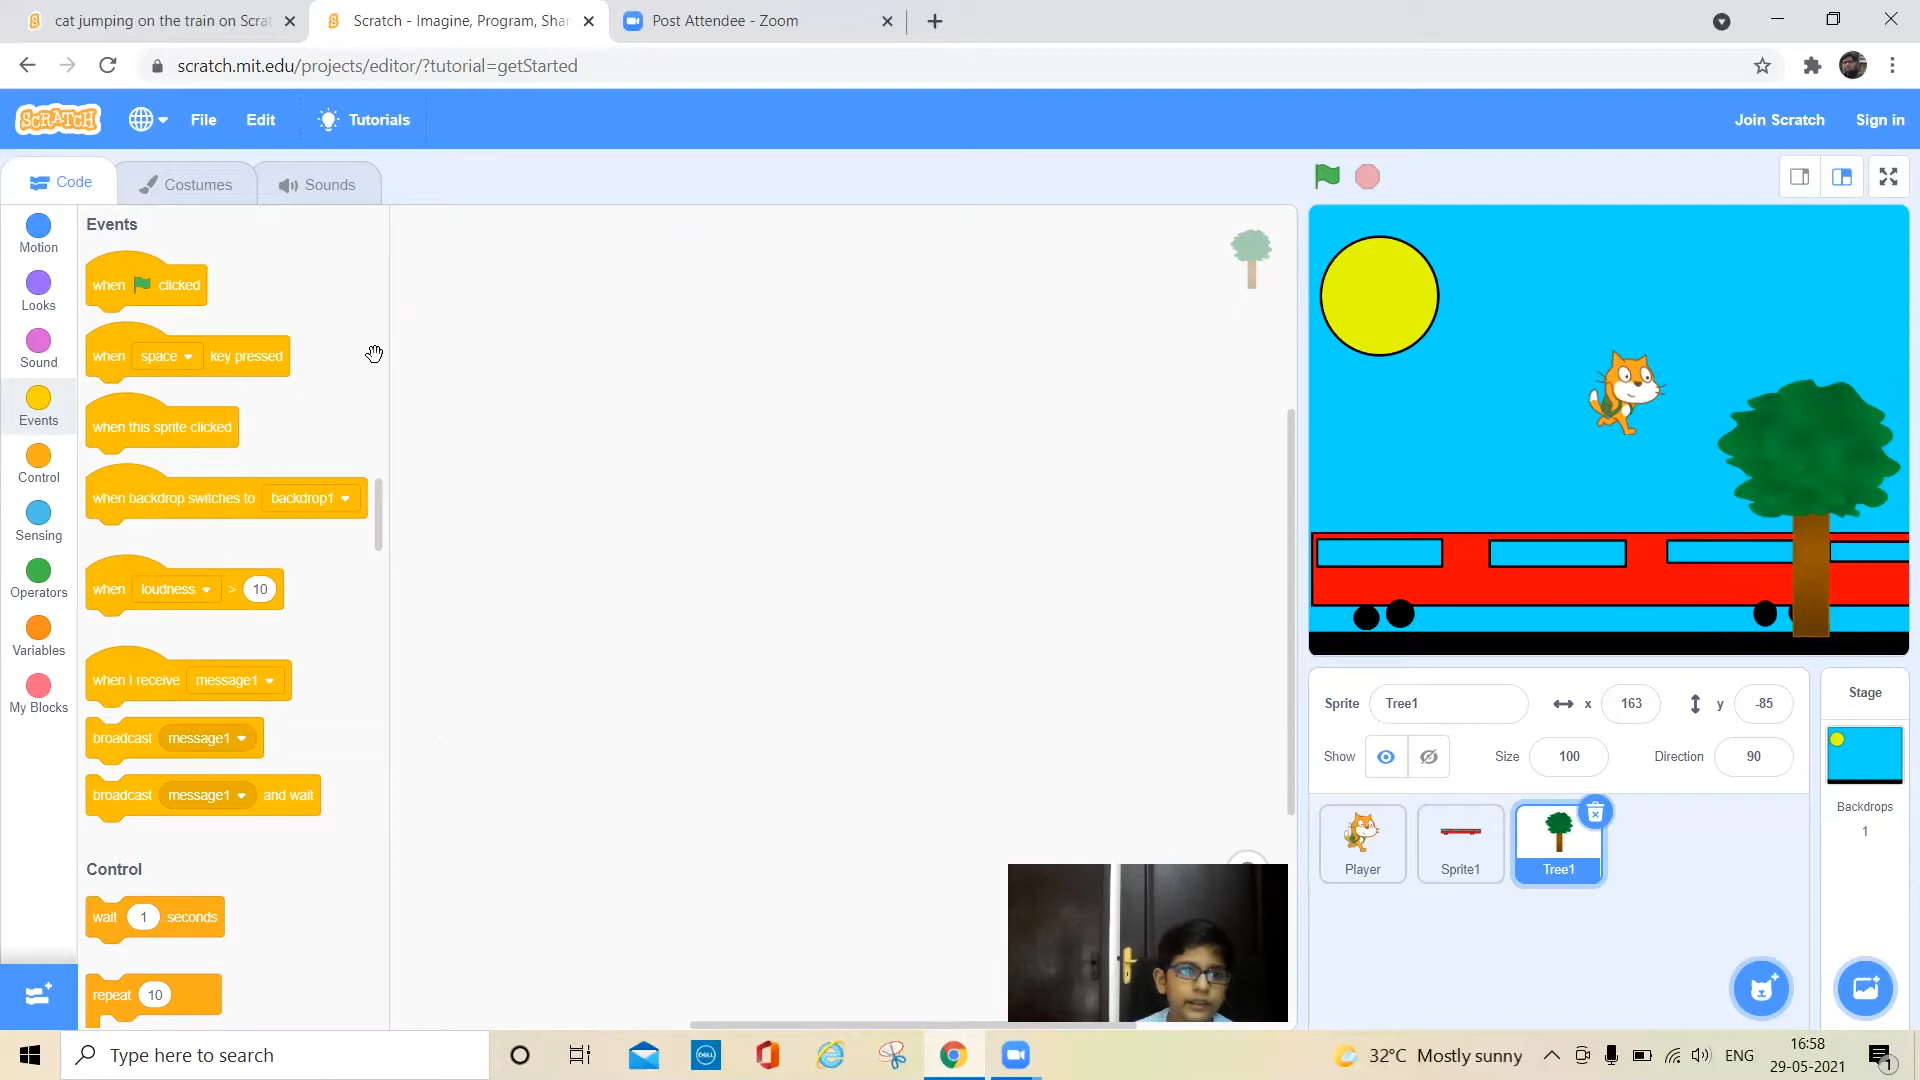 cat jumping on the train on Scrat
Scratch - Imagine, Program, Shar
Post Attendee - Zoom
scratch.mit.edu/projects/editor/?tutorial=getStarted
SCRATCH
File
Edit
Tutorials
Join Scratch
Sign in
Code
Costumes
Sounds
Motion
Looks
Sound
Events
Control
Sensing
Operators
Variables
My Blocks
Events
when clicked
when space key pressed
when this sprite clicked
when backdrop switches to backdrop1
when loudness > 10
when I receive message1
broadcast message1
broadcast message1 and wait
Control
wait 1 seconds
repeat 10
Sprite Tree1 x 163 y -85
Show Size 100 Direction 90
Player
Sprite1
Tree1
Stage
Backdrops
1
Type here to search
DELL
32°C Mostly sunny
ENG
16:58
29-05-2021
1